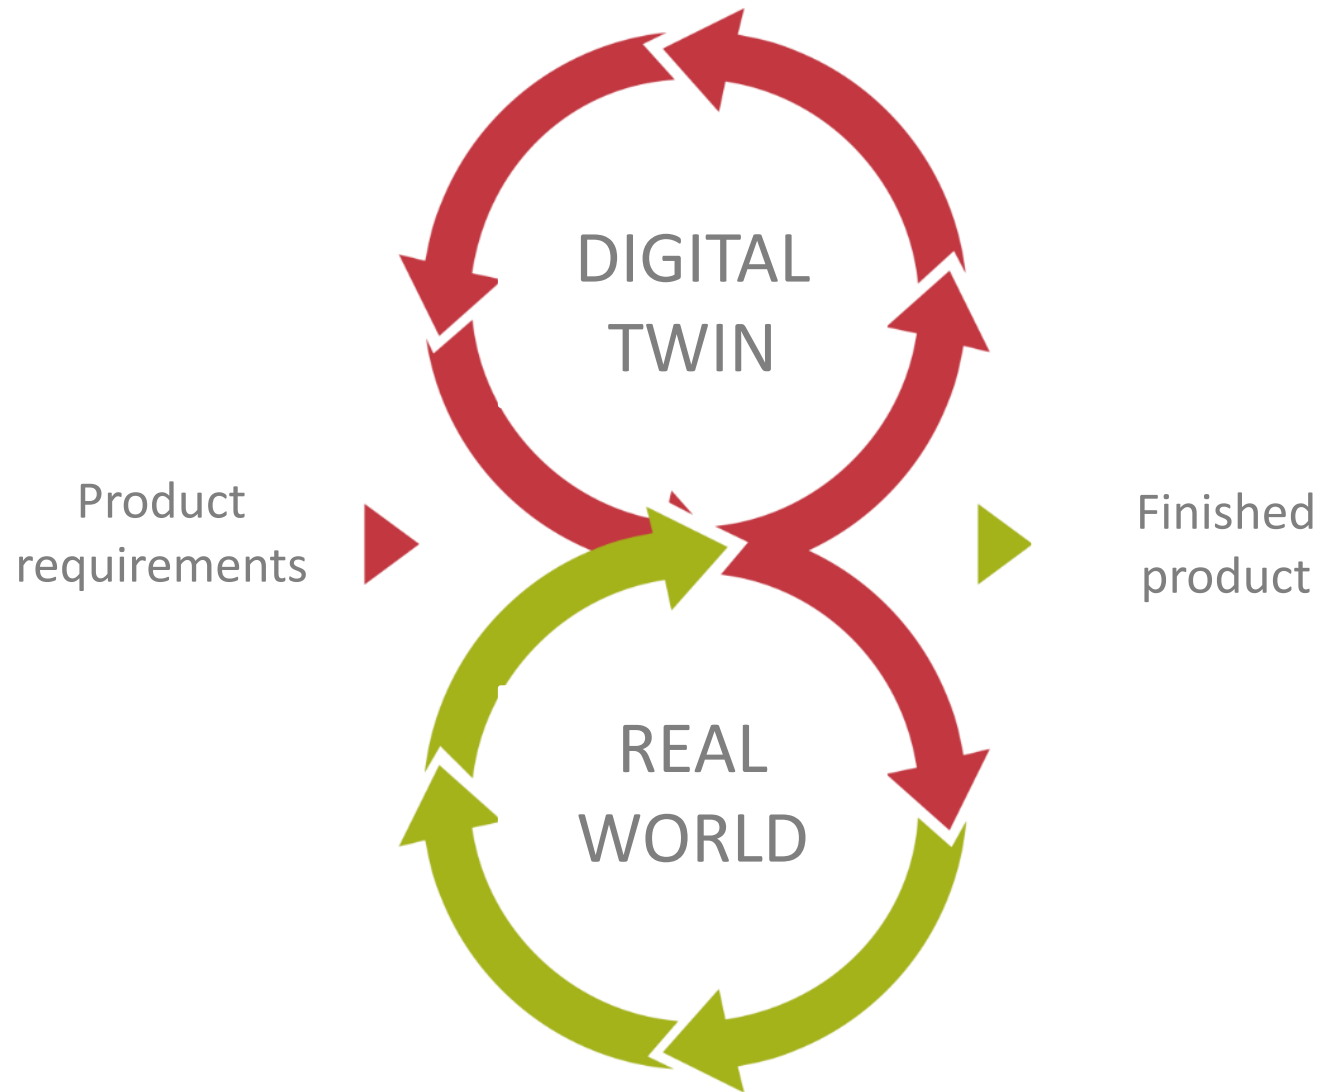 DIGITAL
TWIN
Product
requirements
Finished
product
REAL
WORLD